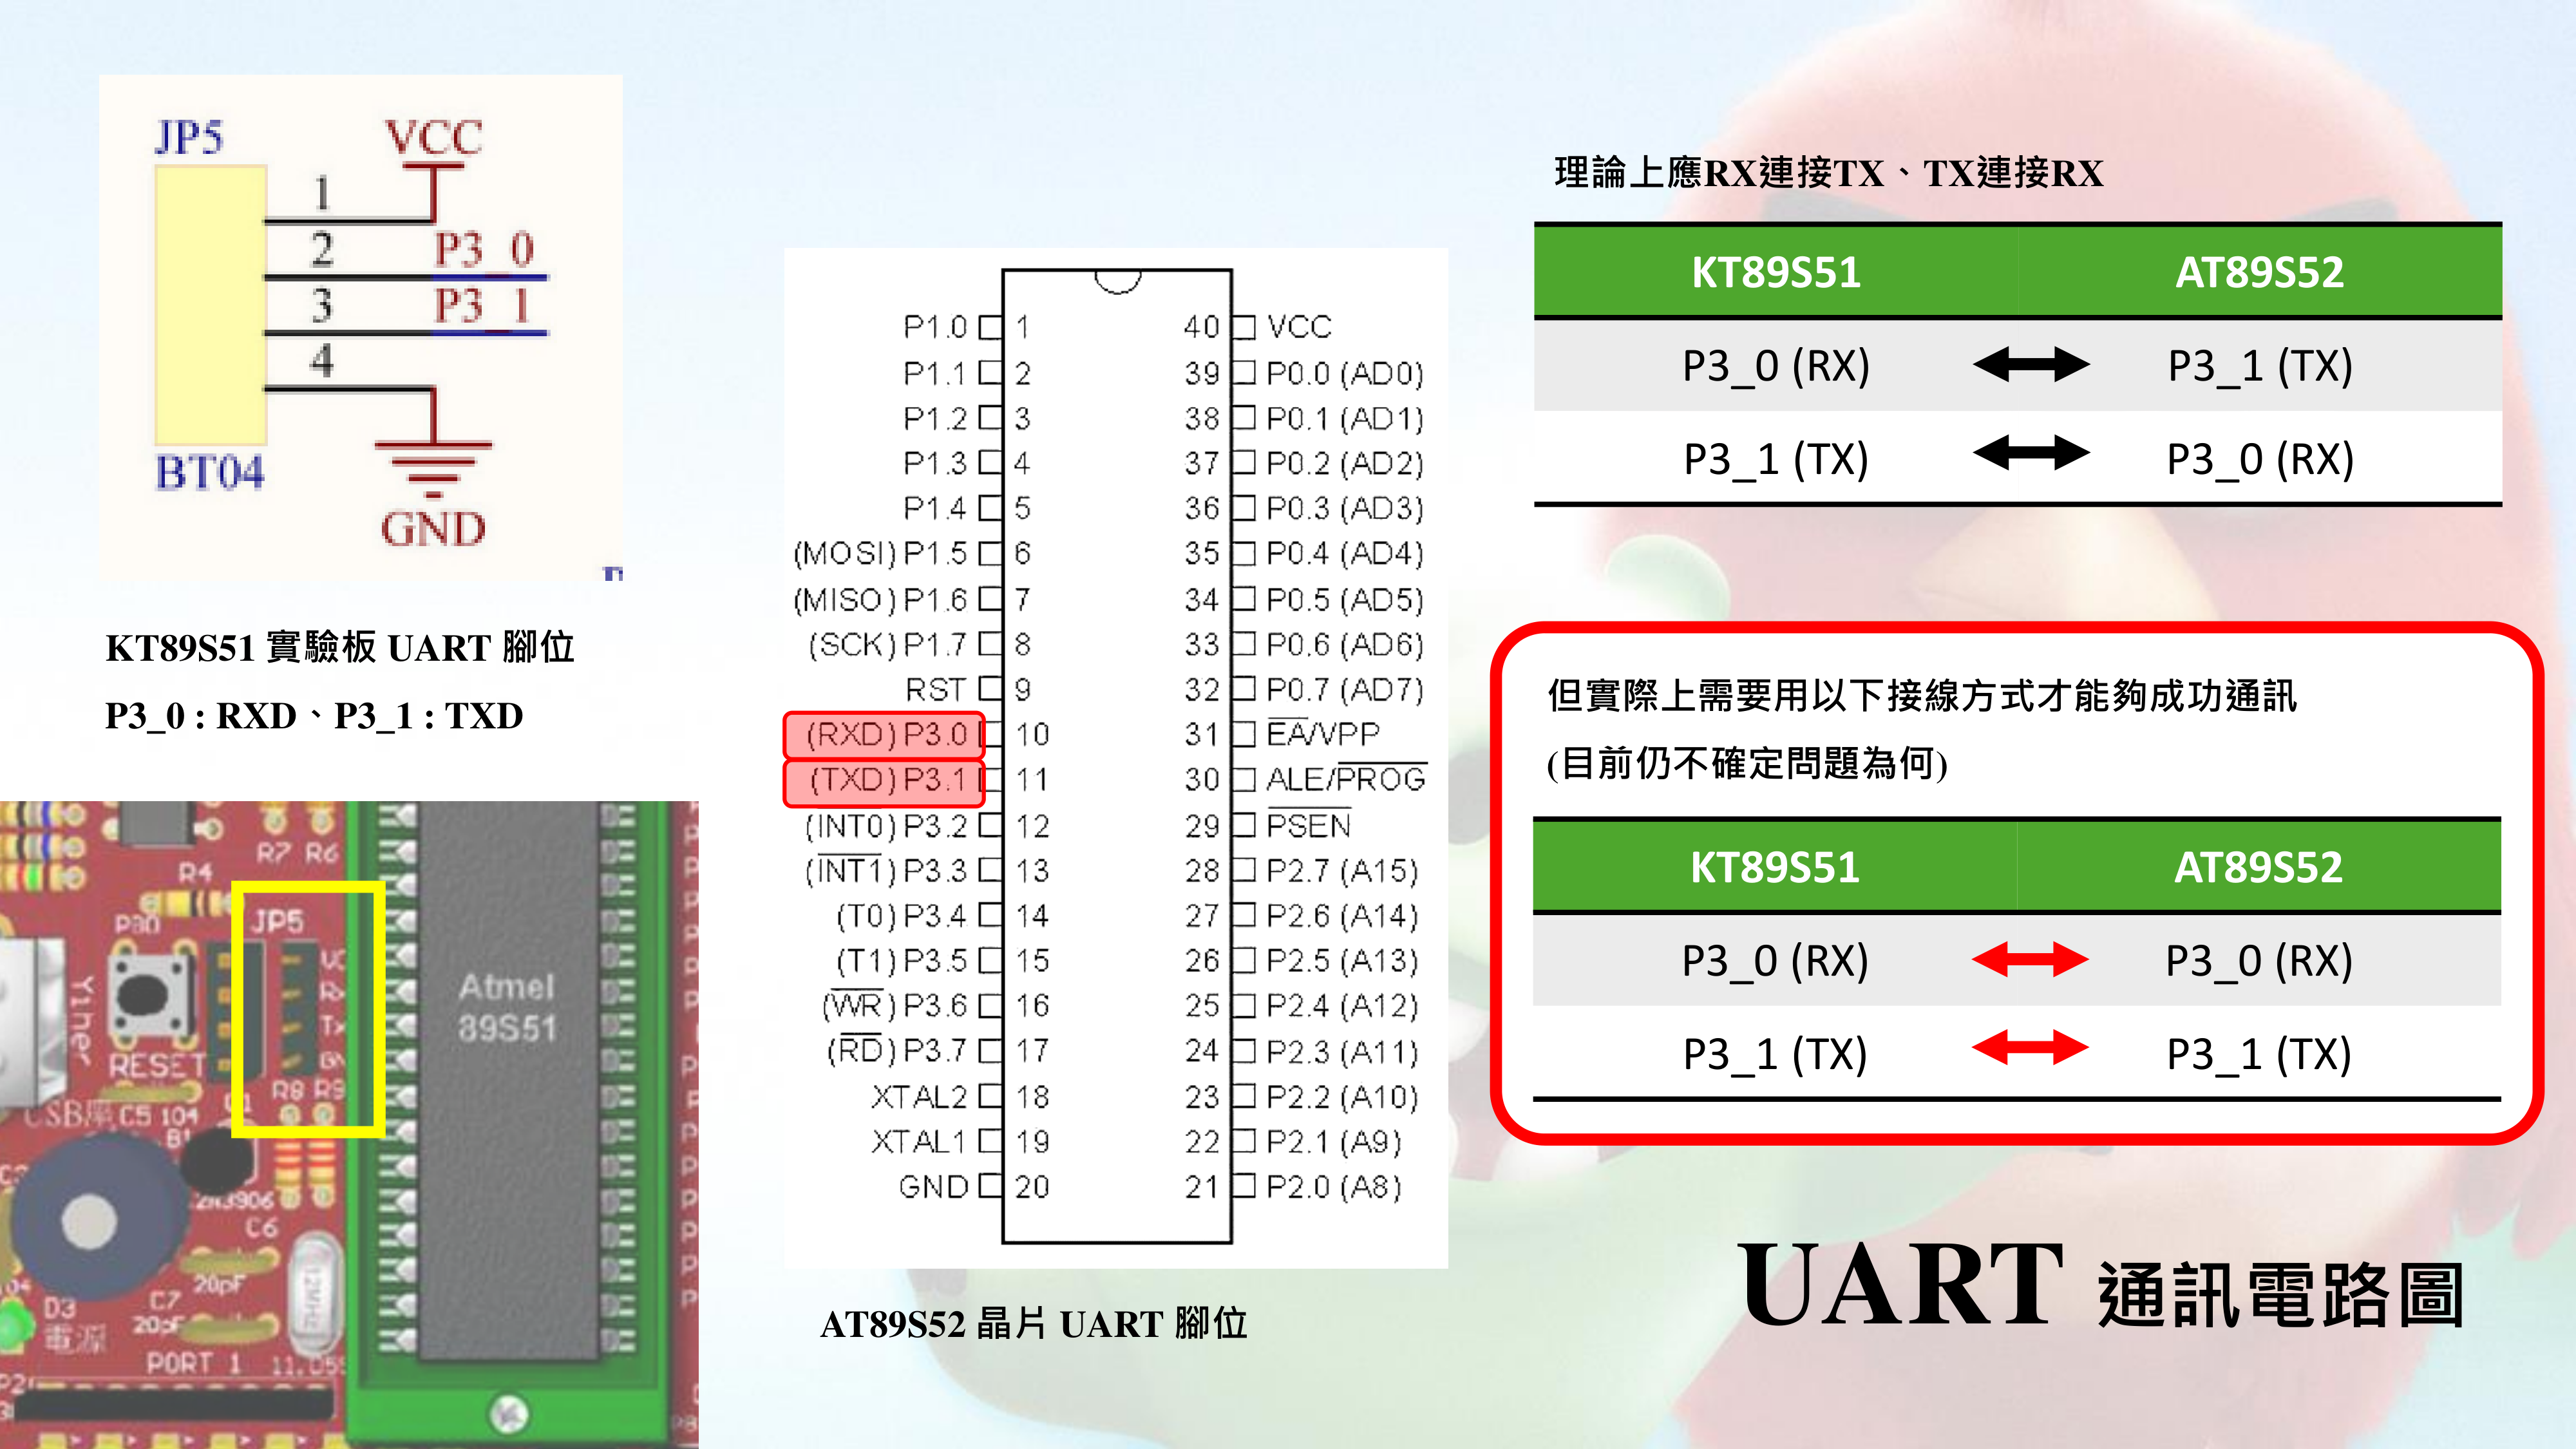 JP5
VCC
1
2 P3_0
3 P3_1
4
BT04
GND
KT89S51 實驗板 UART 腳位
P3_0 : RXD、P3_1 : TXD
R7 R6
R4
JP5
Rx
Tx
Yiher
RESET
R8 R9
C5 104
2N3906
C6
20pF
C7
20pF
D3
電源
PORT 1
12MHz
Atmel
89S51
P1.0 1 40 VCC
P1.1 2 39 P0.0 (AD0)
P1.2 3 38 P0.1 (AD1)
P1.3 4 37 P0.2 (AD2)
P1.4 5 36 P0.3 (AD3)
(MOSI) P1.5 6 35 P0.4 (AD4)
(MISO) P1.6 7 34 P0.5 (AD5)
(SCK) P1.7 8 33 P0.6 (AD6)
RST 9 32 P0.7 (AD7)
(RXD) P3.0 10 31 EA/VPP
(TXD) P3.1 11 30 ALE/PROG
(INT0) P3.2 12 29 PSEN
(INT1) P3.3 13 28 P2.7 (A15)
(T0) P3.4 14 27 P2.6 (A14)
(T1) P3.5 15 26 P2.5 (A13)
(WR) P3.6 16 25 P2.4 (A12)
(RD) P3.7 17 24 P2.3 (A11)
XTAL2 18 23 P2.2 (A10)
XTAL1 19 22 P2.1 (A9)
GND 20 21 P2.0 (A8)
AT89S52 晶片 UART 腳位
理論上應RX連接TX、TX連接RX
KT89S51 AT89S52
P3_0 (RX) P3_1 (TX)
P3_1 (TX) P3_0 (RX)
但實際上需要用以下接線方式才能夠成功通訊
(目前仍不確定問題為何)
KT89S51 AT89S52
P3_0 (RX) P3_0 (RX)
P3_1 (TX) P3_1 (TX)
UART 通訊電路圖